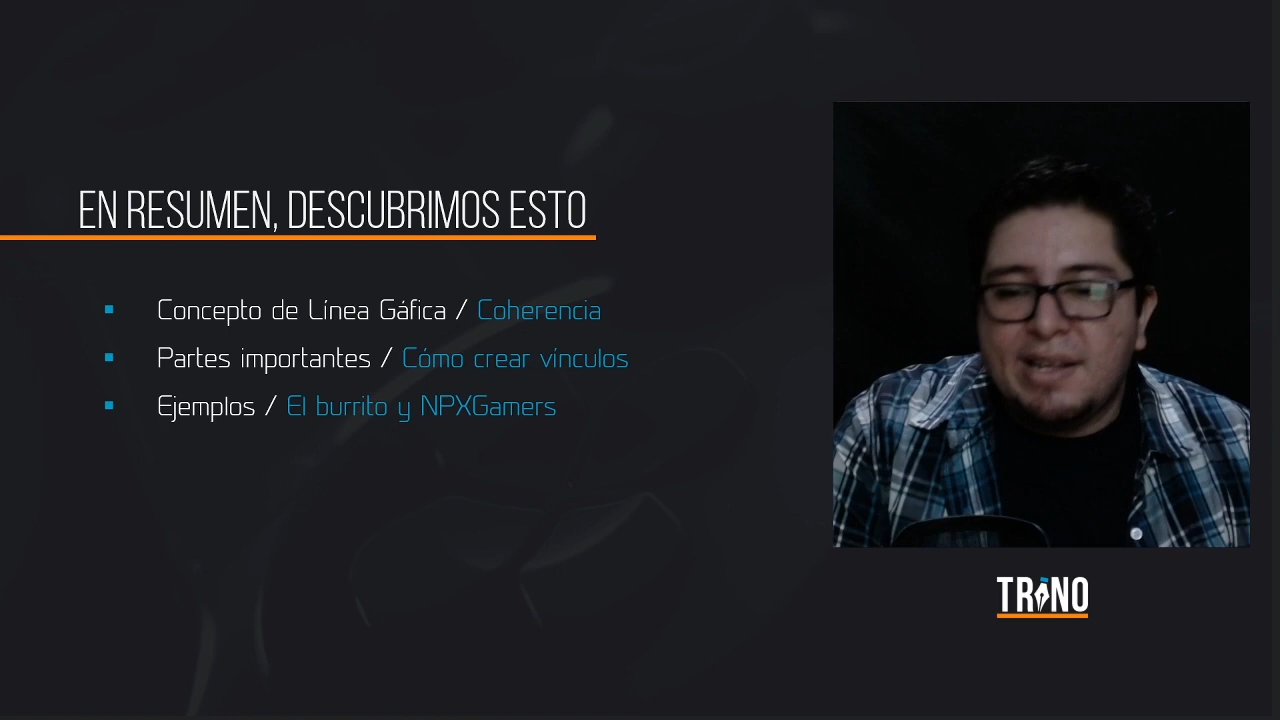 EN RESUMEN, DESCUBRIMOS ESTO
Concepto de Línea Gáfica / Coherencia
Partes importantes / Cómo crear vínculos
Ejemplos / El burrito y NPXGamers
TRINO